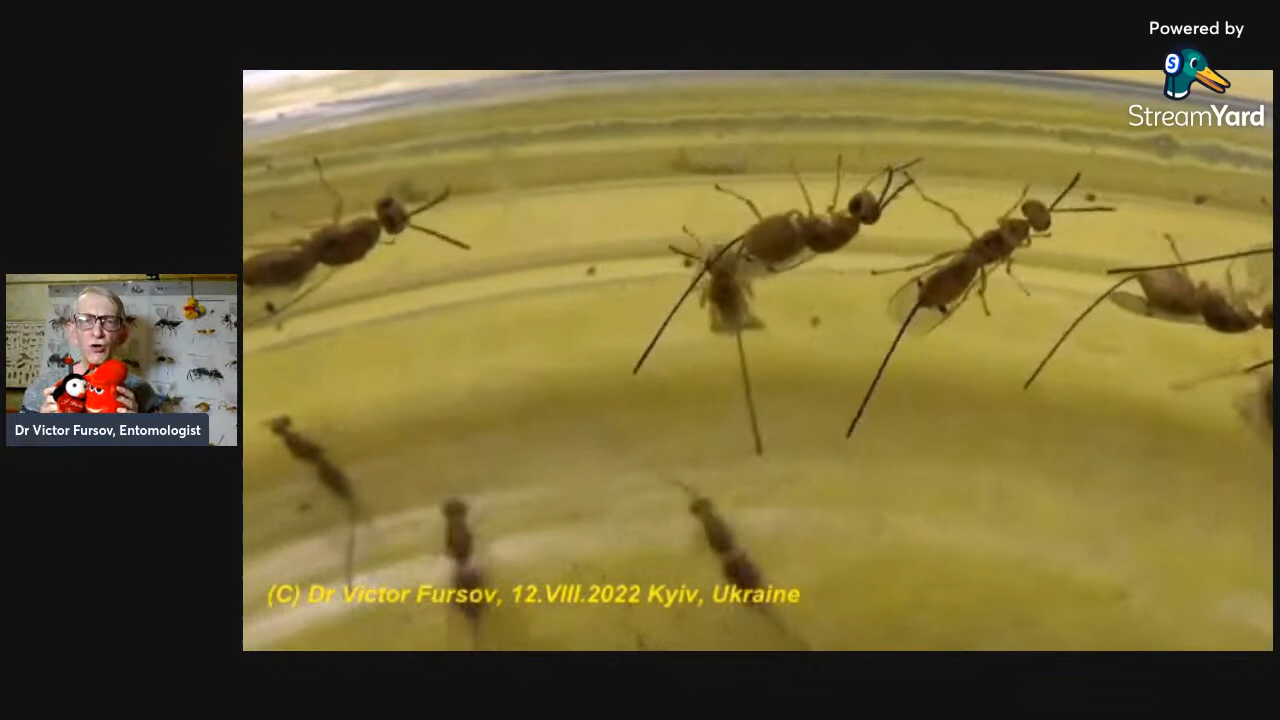 Powered by
StreamYard
Dr Victor Fursov, Entomologist
(C) Dr Victor Fursov, 12.VIII.2022 Kyiv, Ukraine